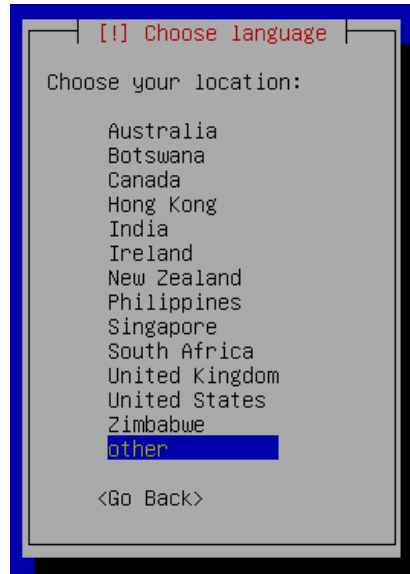 [!] Choose language
Choose your location:
Australia
Botswana
Canada
Hong Kong
India
Ireland
New Zealand
Philippines
Singapore
South Africa
United Kingdom
United States
Zimbabwe
other
<Go Back>